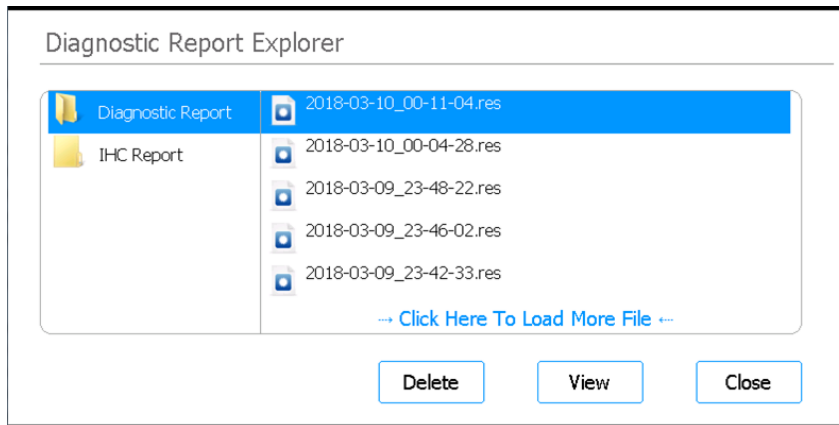 Diagnostic Report Explorer
Diagnostic Report
IHC Report
2018-03-10_00-11-04.res
2018-03-10_00-04-28.res
2018-03-09_23-48-22.res
2018-03-09_23-46-02.res
2018-03-09_23-42-33.res
⤏ Click Here To Load More File ⤎
Delete View Close